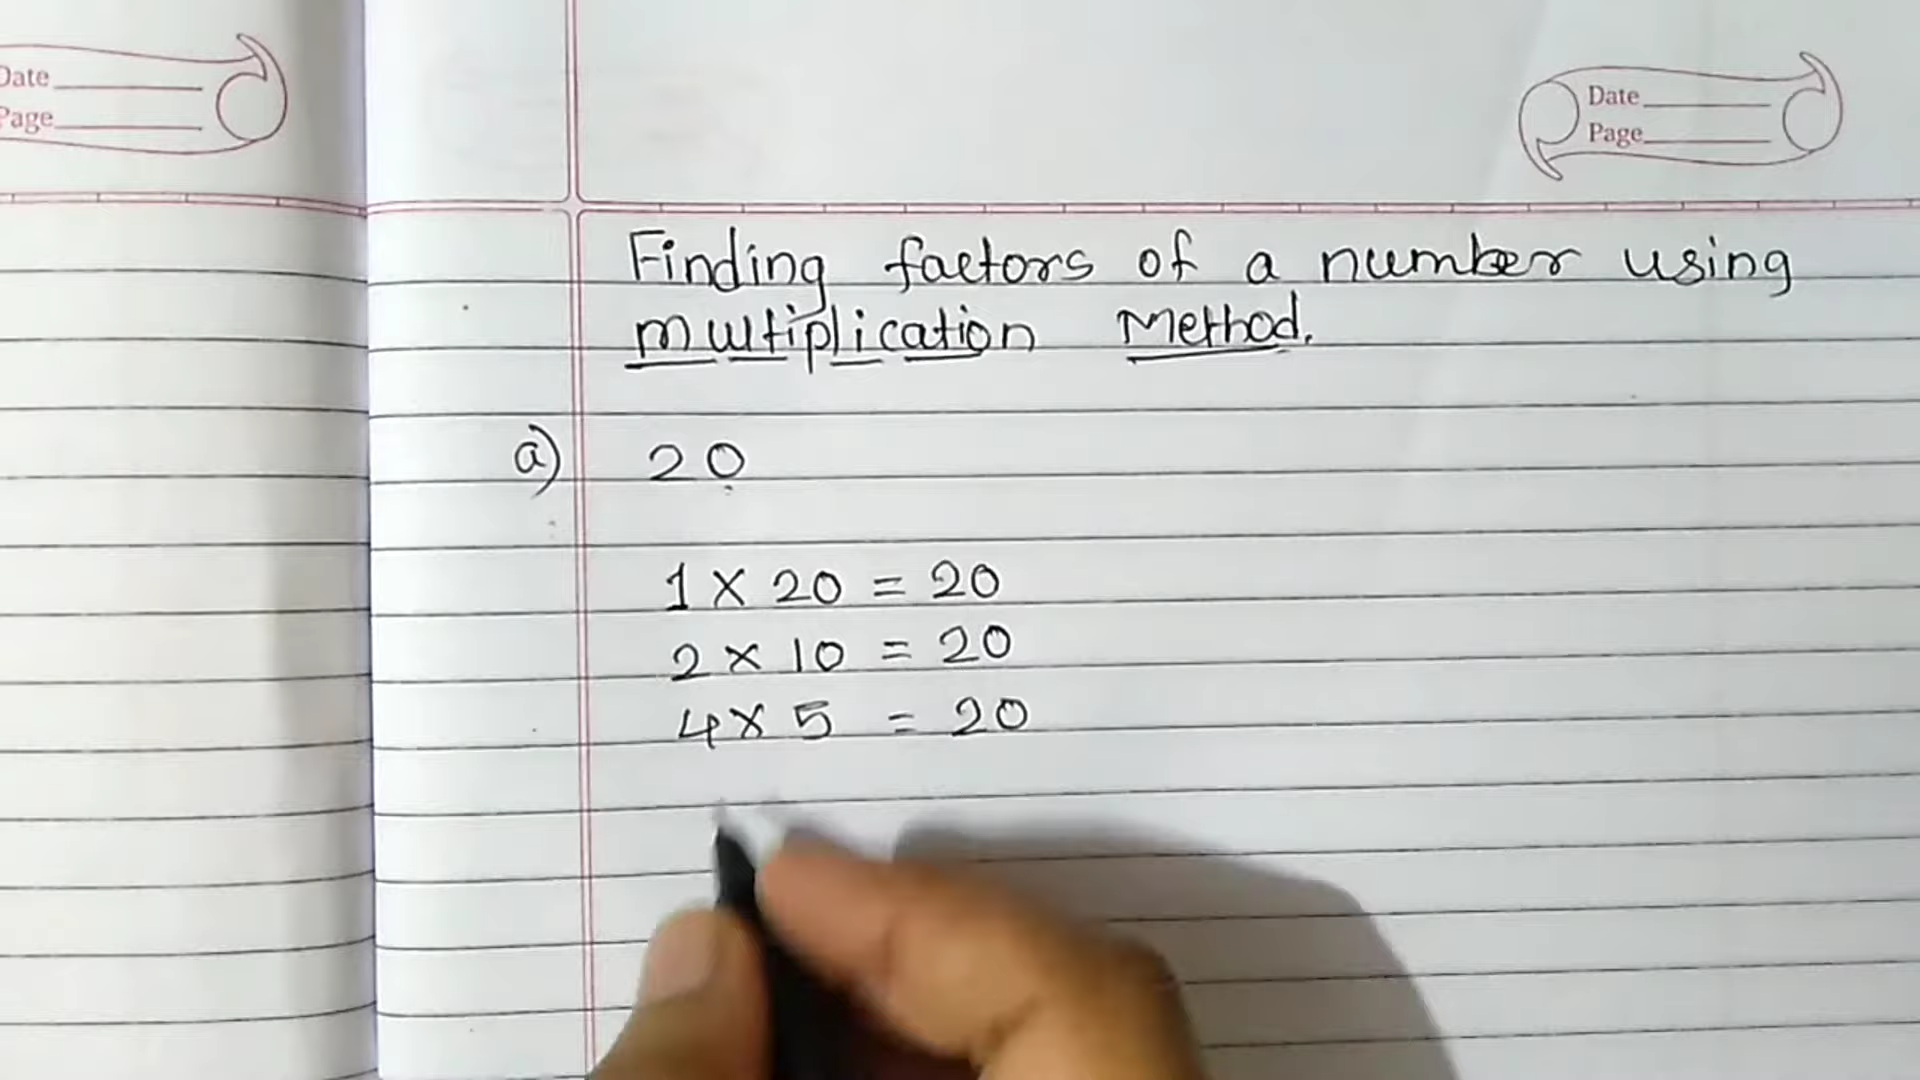 Date
Page
Date
Page
Finding factors of a number using
multiplication Method.
a) 20
1 × 20 = 20
2 × 10 = 20
4 × 5 = 20